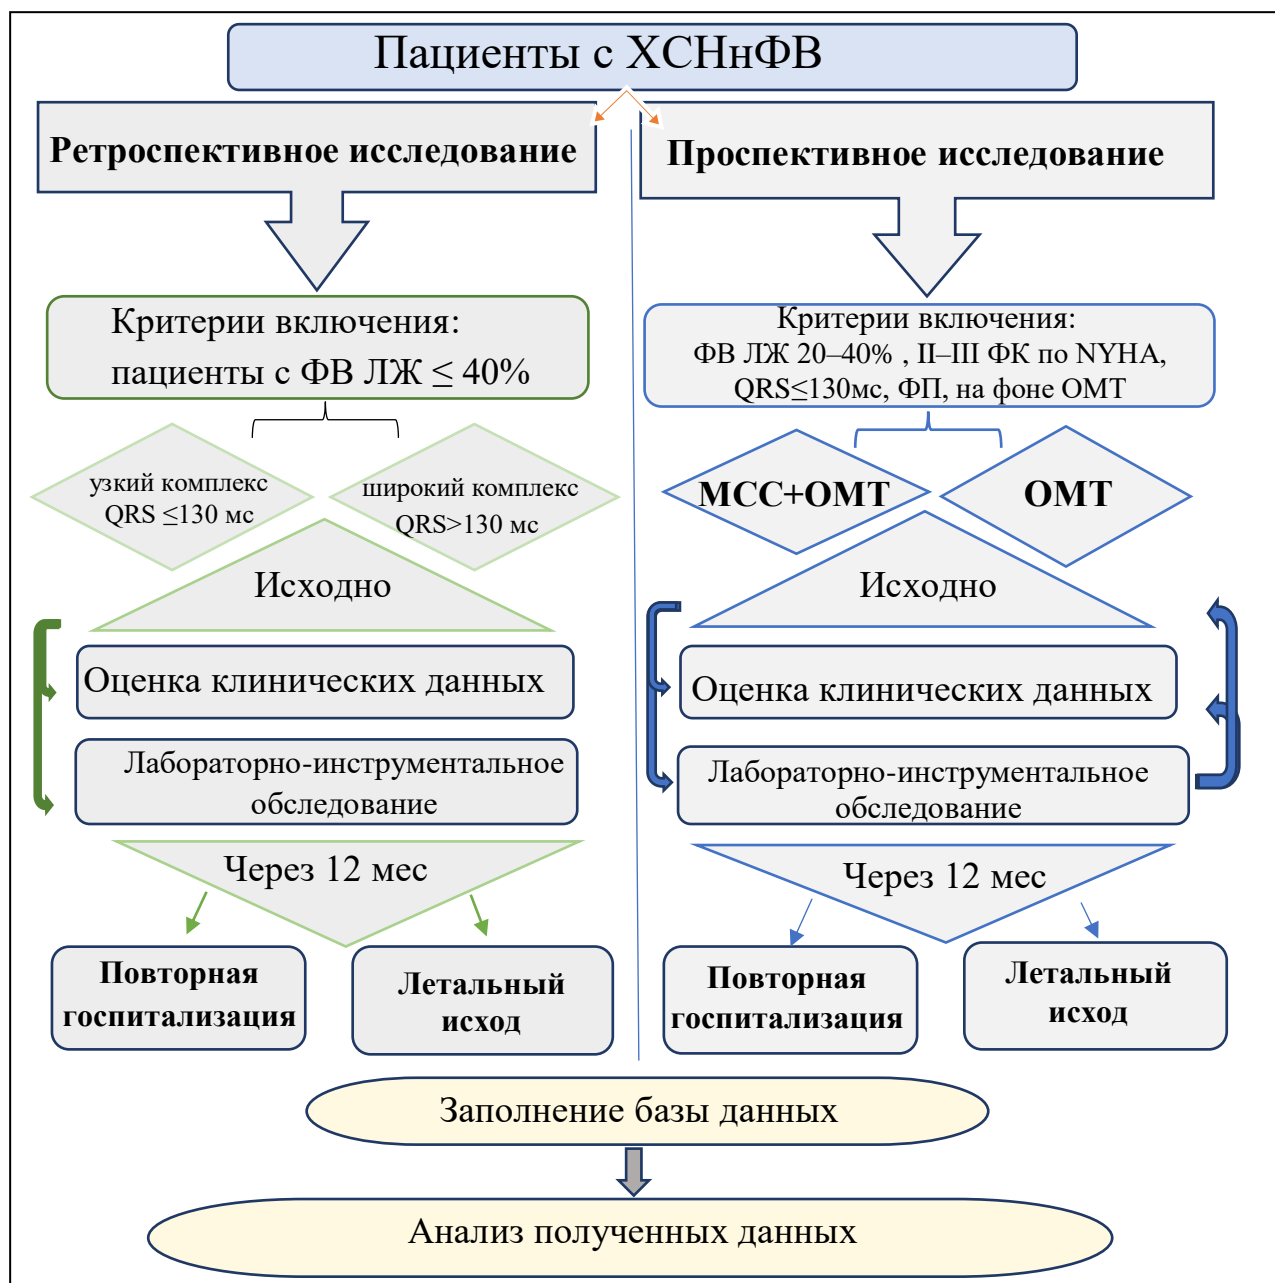 Пациенты с ХСНнФВ
Ретроспективное исследование
Критерии включения:
пациенты с ФВ ЛЖ ≤ 40%
узкий комплекс
QRS ≤130 мс
широкий комплекс
QRS>130 мс
Исходно
Оценка клинических данных
Лабораторно-инструментальное
обследование
Через 12 мес
Повторная
госпитализация
Летальный
исход
Проспективное исследование
Критерии включения:
ФВ ЛЖ 20–40% , II–III ФК по NYHA,
QRS≤130мс, ФП, на фоне ОМТ
МСС+ОМТ
ОМТ
Исходно
Оценка клинических данных
Лабораторно-инструментальное
обследование
Через 12 мес
Повторная
госпитализация
Летальный
исход
Заполнение базы данных
Анализ полученных данных